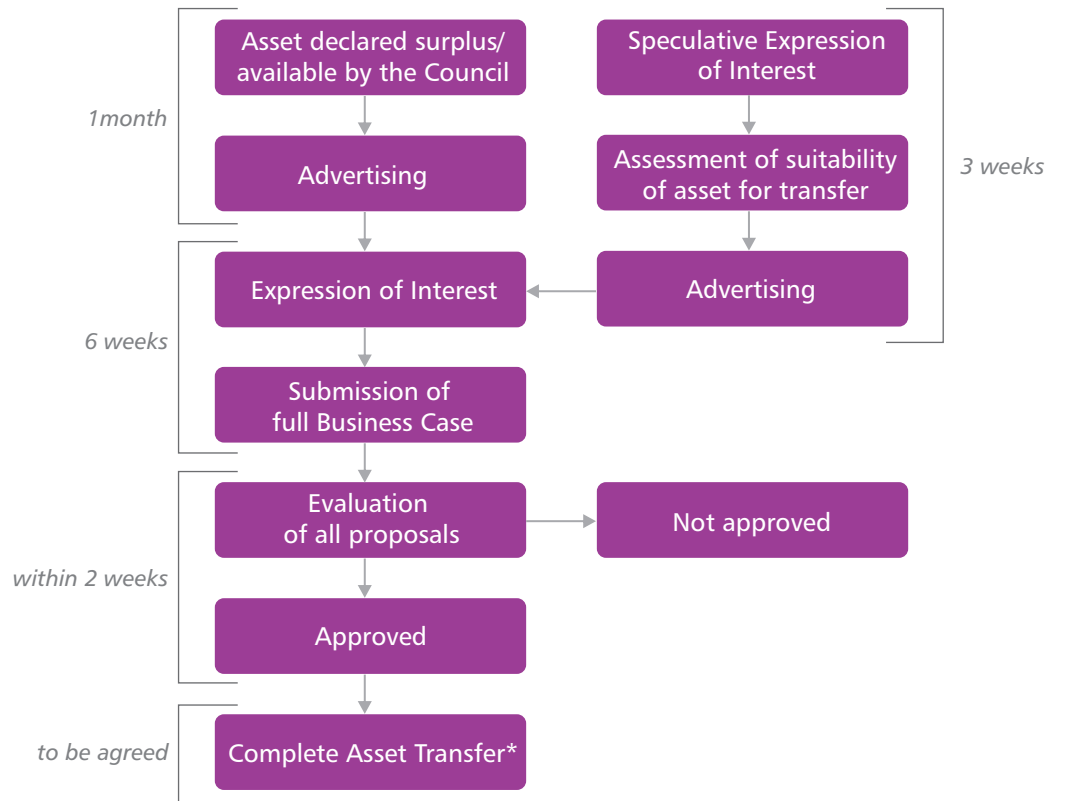 Asset declared surplus/
available by the Council
Speculative Expression
of Interest
1month
Advertising
Assessment of suitability
of asset for transfer
3 weeks
Expression of Interest
Advertising
6 weeks
Submission of
full Business Case
Evaluation
of all proposals
Not approved
within 2 weeks
Approved
to be agreed
Complete Asset Transfer*